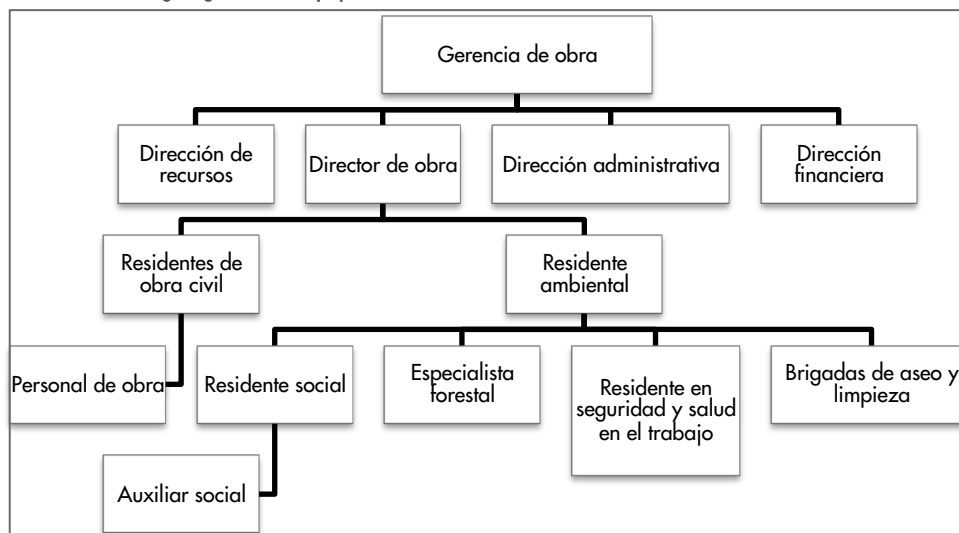 Gerencia de obra
Dirección de
recursos
Director de obra
Dirección administrativa
Dirección
financiera
Residentes de
obra civil
Residente
ambiental
Personal de obra
Residente social
Especialista
forestal
Residente en
seguridad y salud
en el trabajo
Brigadas de aseo y
limpieza
Auxiliar social